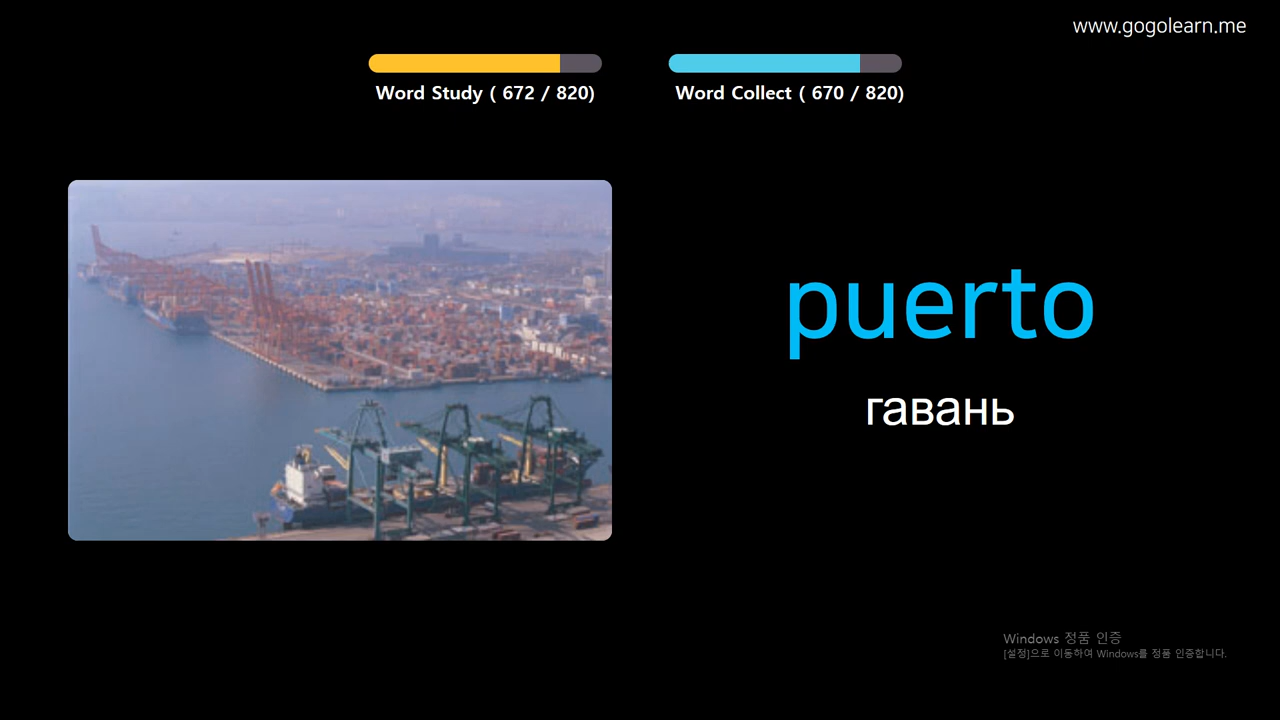 www.gogolearn.me
Word Study ( 672 / 820)
Word Collect ( 670 / 820)
puerto
гавань
Windows 정품 인증
[설정]으로 이동하여 Windows를 정품 인증합니다.